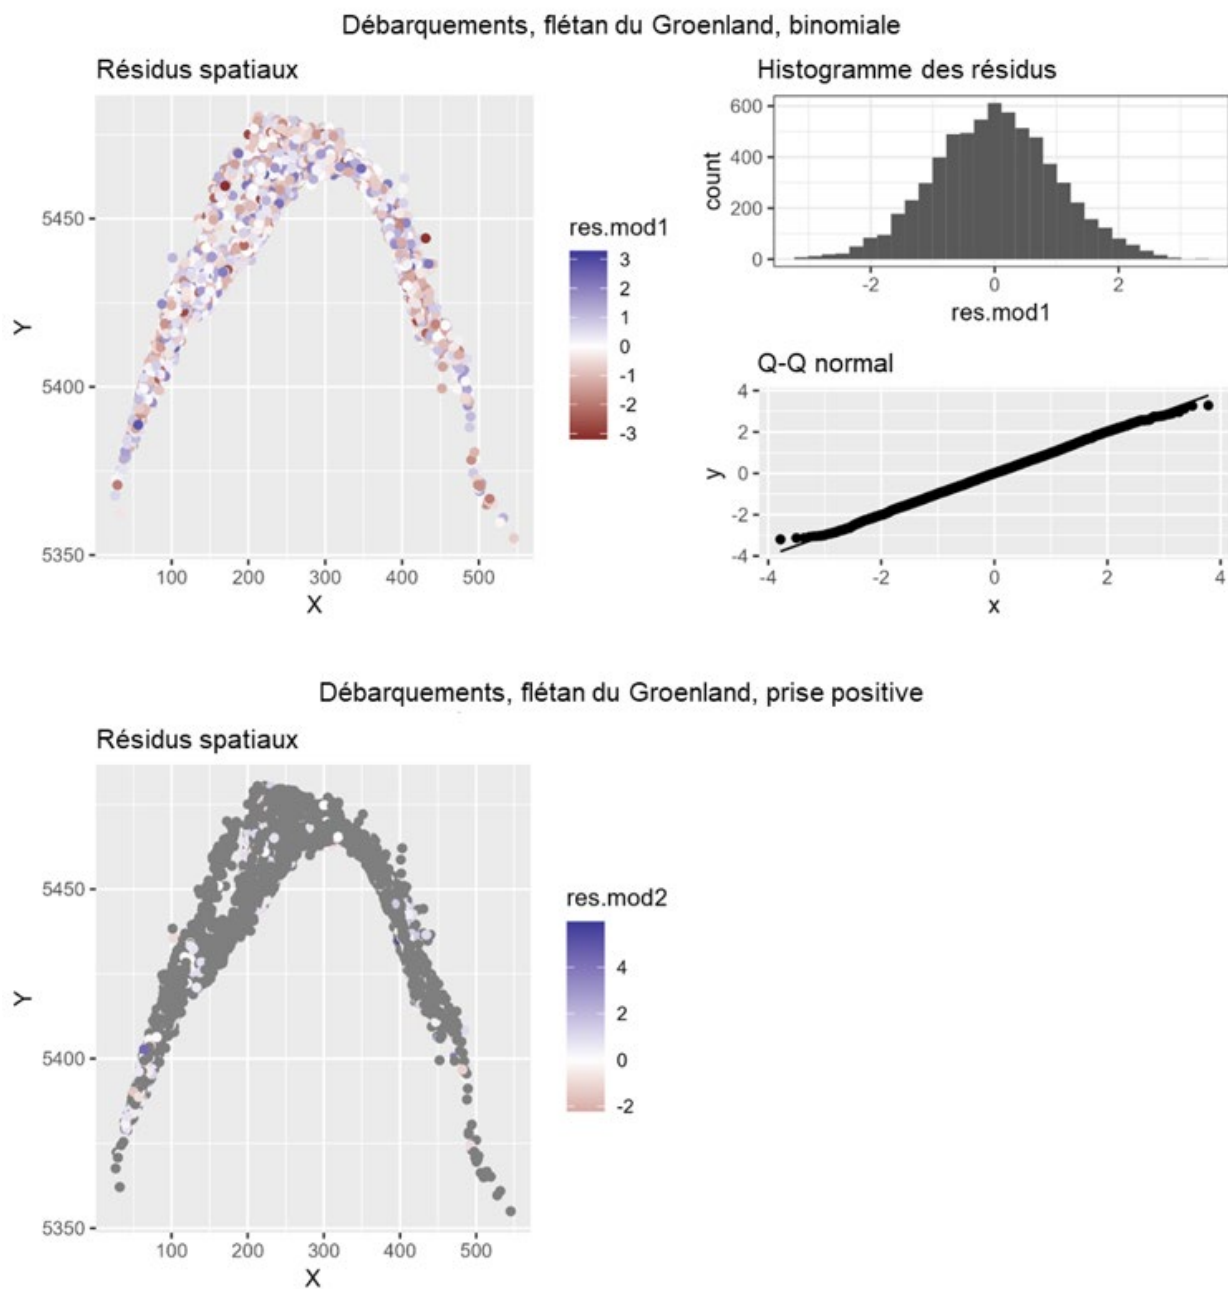 Débarquements, flétan du Groenland, binomiale
Résidus spatiaux
Y
5450
5400
5350
100 200 300 400 500
X
res.mod1
3
2
1
0
-1
-2
-3
Histogramme des résidus
count
600
400
200
0
-2 0 2
res.mod1
Q-Q normal
y
4
2
0
-2
-4
-4 -2 0 2 4
x
Débarquements, flétan du Groenland, prise positive
Résidus spatiaux
Y
5450
5400
5350
100 200 300 400 500
X
res.mod2
4
2
0
-2